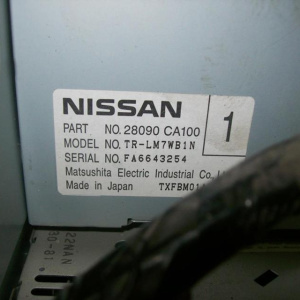 NISSAN 1
PART NO. 28090 CA100
MODEL NO. TR-LM7WB1N
SERIAL NO. FA6643254
Matsushita Electric Industrial Co.
Made in Japan
22NAN